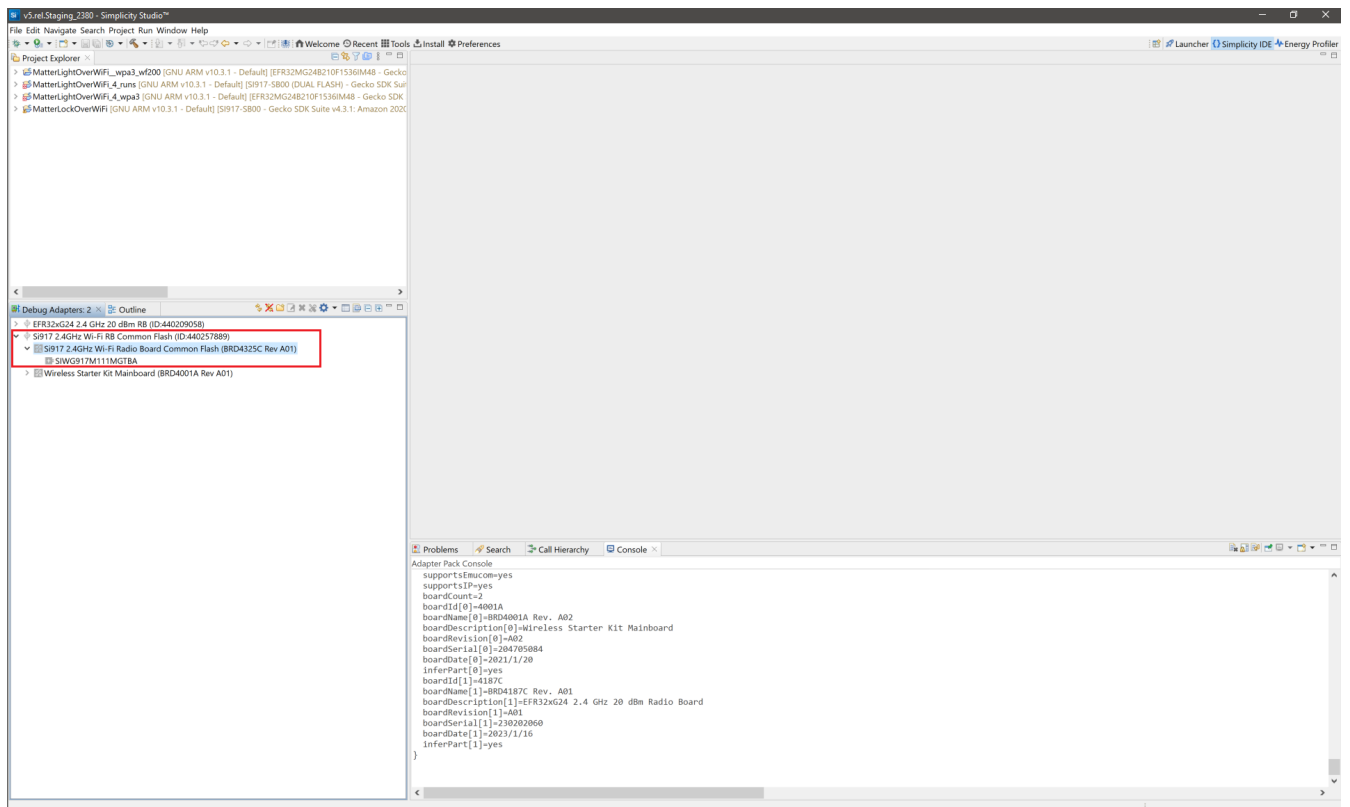 v5.rel.Staging_2380 - Simplicity Studio™
File Edit Navigate Search Project Run Window Help
Welcome Recent Tools Install Preferences
Launcher Simplicity IDE Energy Profiler
Project Explorer
MatterLightOverWiFi__wpa3_wf200 [GNU ARM v10.3.1 - Default] [EFR32MG24B210F1536IM48 - Gecko
MatterLightOverWiFi_4_runs [GNU ARM v10.3.1 - Default] [SI917-SB00 (DUAL FLASH) - Gecko SDK Suit
MatterLightOverWiFi_4_wpa3 [GNU ARM v10.3.1 - Default] [EFR32MG24B210F1536IM48 - Gecko SDK
MatterLockOverWiFi [GNU ARM v10.3.1 - Default] [SI917-SB00 - Gecko SDK Suite v4.3.1: Amazon 202
Debug Adapters: 2 Outline
EFR32xG24 2.4 GHz 20 dBm RB (ID:440209058)
Si917 2.4GHz Wi-Fi RB Common Flash (ID:440257889)
Si917 2.4GHz Wi-Fi Radio Board Common Flash (BRD4325C Rev A01)
SIWG917M111MGTBA
Wireless Starter Kit Mainboard (BRD4001A Rev A01)
Problems Search Call Hierarchy Console
Adapter Pack Console
supportsEmucom=yes
supportsIP=yes
boardCount=2
boardId[0]=4001A
boardName[0]=BRD4001A Rev. A02
boardDescription[0]=Wireless Starter Kit Mainboard
boardRevision[0]=A02
boardSerial[0]=204705084
boardDate[0]=2021/1/20
inferPart[0]=yes
boardId[1]=4187C
boardName[1]=BRD4187C Rev. A01
boardDescription[1]=EFR32xG24 2.4 GHz 20 dBm Radio Board
boardRevision[1]=A01
boardSerial[1]=230202060
boardDate[1]=2023/1/16
inferPart[1]=yes
}